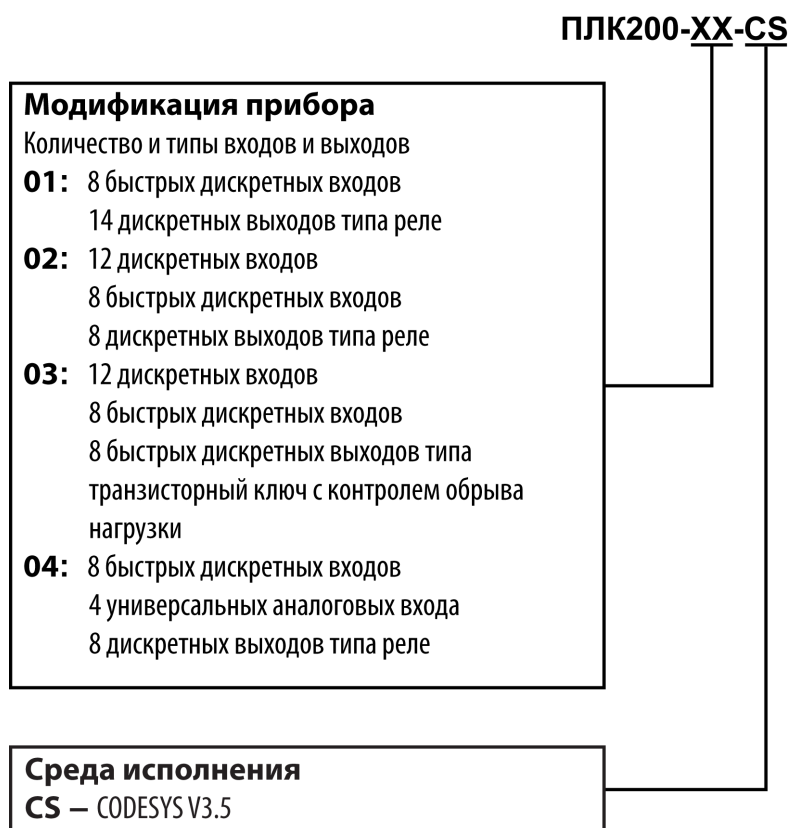 ПЛК200-XX-CS
Модификация прибора
Количество и типы входов и выходов
01: 8 быстрых дискретных входов
14 дискретных выходов типа реле
02: 12 дискретных входов
8 быстрых дискретных входов
8 дискретных выходов типа реле
03: 12 дискретных входов
8 быстрых дискретных входов
8 быстрых дискретных выходов типа
транзисторный ключ с контролем обрыва
нагрузки
04: 8 быстрых дискретных входов
4 универсальных аналоговых входа
8 дискретных выходов типа реле
Среда исполнения
CS – CODESYS V3.5